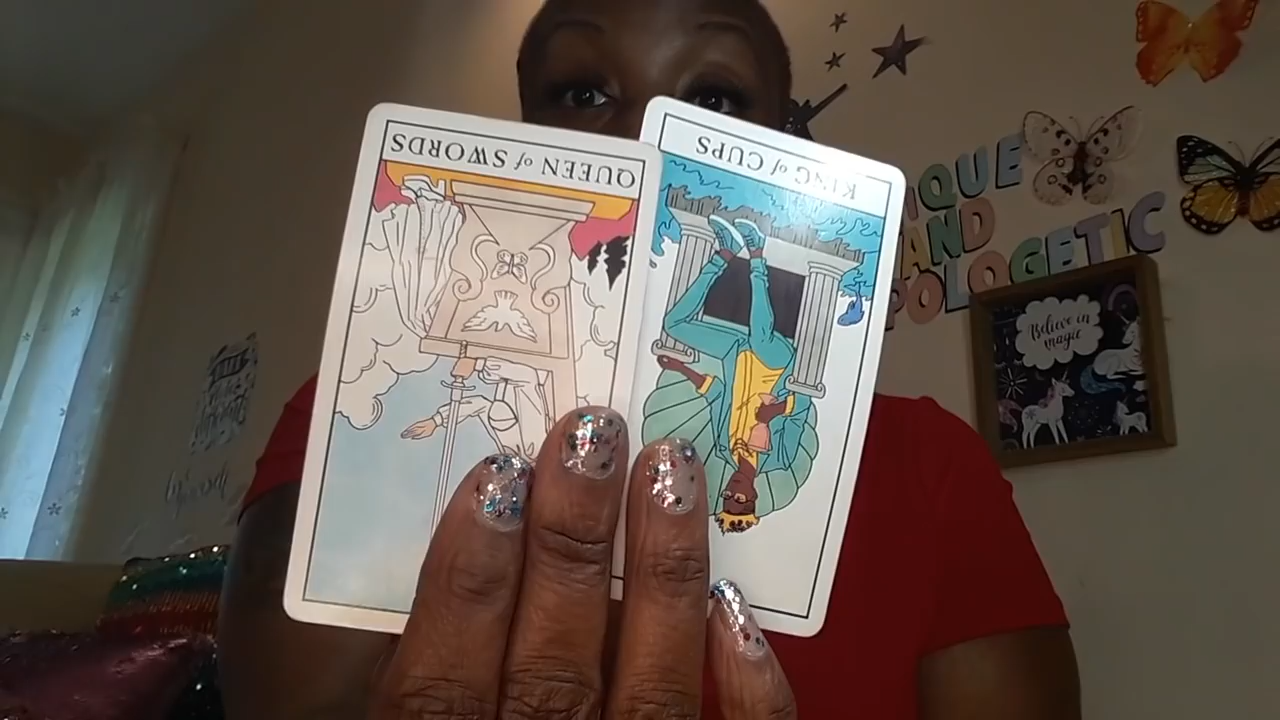 QUEEN of SWORDS
KING of CUPS
IQUE
AND
POLOGETIC
Believe in
magic